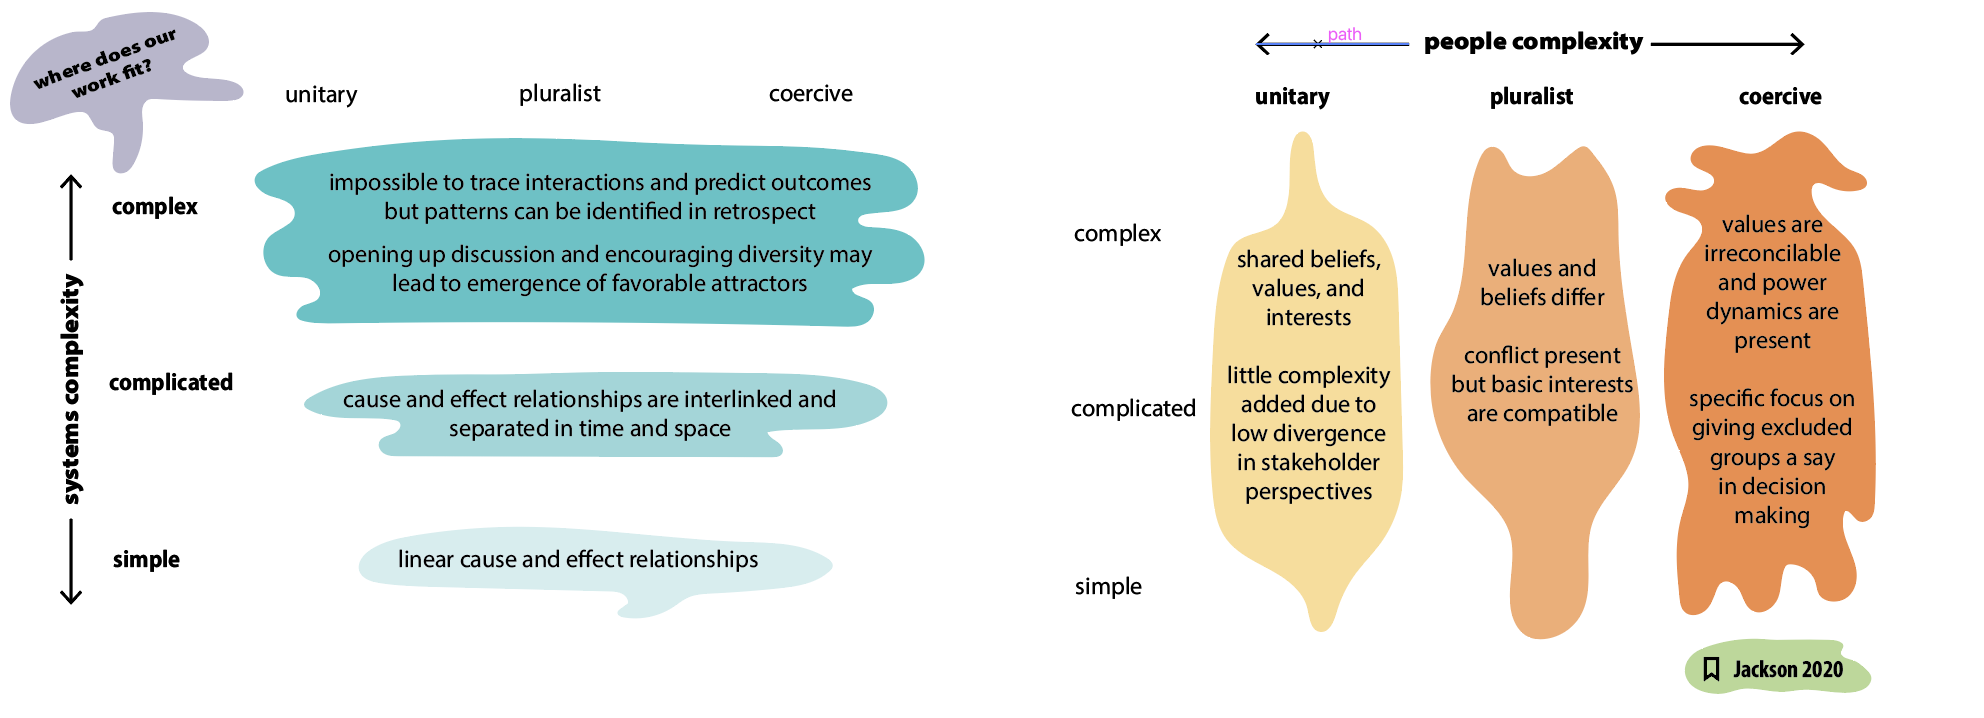 where does our
work fit?
unitary
pluralist
coercive
systems complexity
complex
impossible to trace interactions and predict outcomes
but patterns can be identified in retrospect
opening up discussion and encouraging diversity may
lead to emergence of favorable attractors
complicated
cause and effect relationships are interlinked and
separated in time and space
simple
linear cause and effect relationships
path
people complexity
unitary
pluralist
coercive
complex
complicated
simple
shared beliefs,
values, and
interests
little complexity
added due to
low divergence
in stakeholder
perspectives
values and
beliefs differ
conflict present
but basic interests
are compatible
values are
irreconcilable
and power
dynamics are
present
specific focus on
giving excluded
groups a say
in decision
making
Jackson 2020